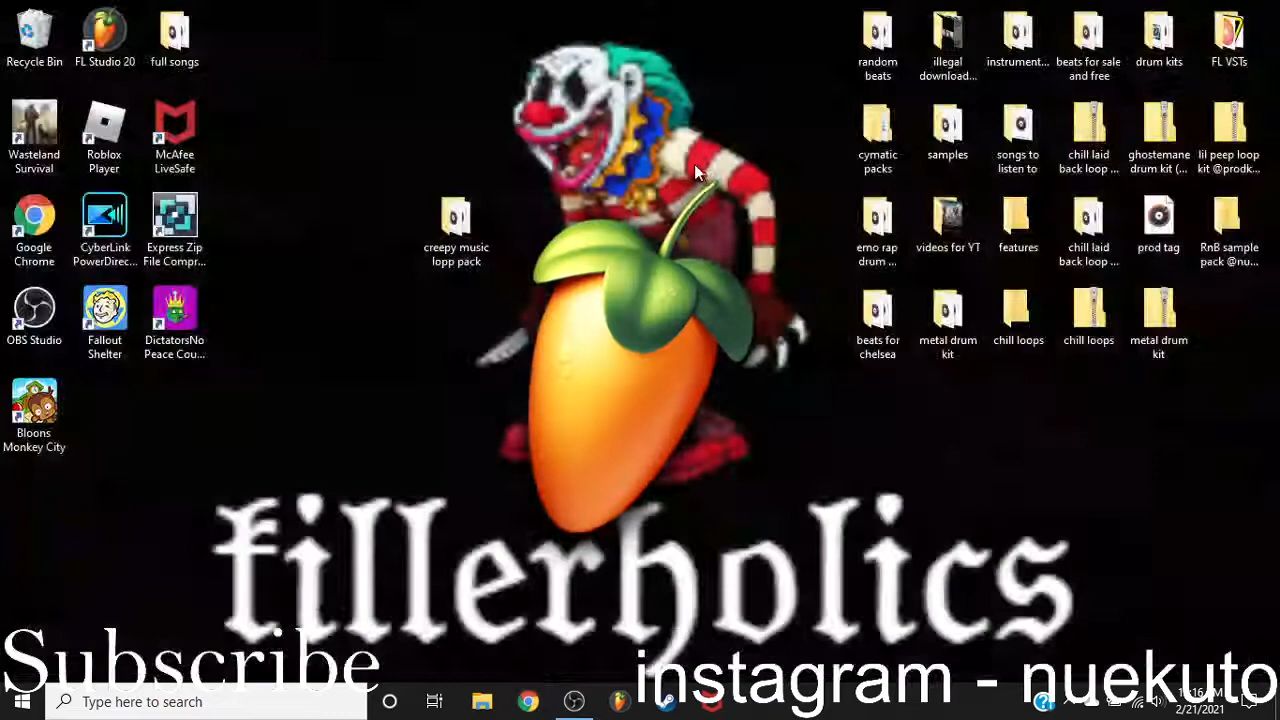 Recycle Bin
FL Studio 20
full songs
random beats
illegal download...
instrument...
beats for sale and free
drum kits
FL VSTs
Wasteland Survival
Roblox Player
McAfee LiveSafe
cymatic packs
samples
songs to listen to
chill laid back loop ...
ghostemane drum kit (...
lil peep loop kit @prodk...
Google Chrome
CyberLink PowerDirec...
Express Zip File Compr...
creepy music lopp pack
emo rap drum ...
videos for YT
features
chill laid back loop ...
prod tag
RnB sample pack @nu...
OBS Studio
Fallout Shelter
DictatorsNo Peace Cou...
beats for chelsea
metal drum kit
chill loops
chill loops
metal drum kit
Bloons Monkey City
killerholics
Subscribe
instagram - nuekuto
Type here to search
2/21/2021